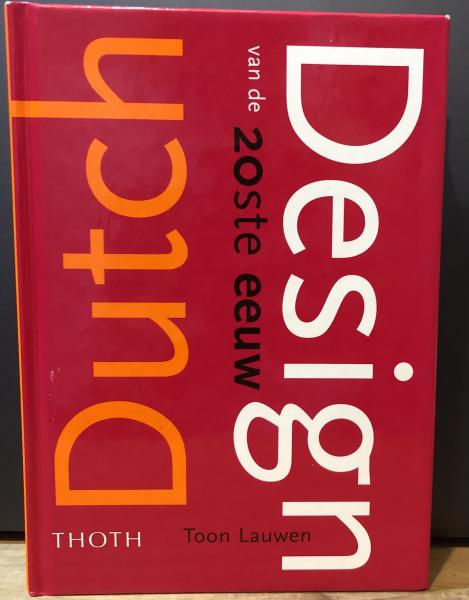 Dutch
Design
van de
20ste eeuw
THOTH
Toon Lauwen